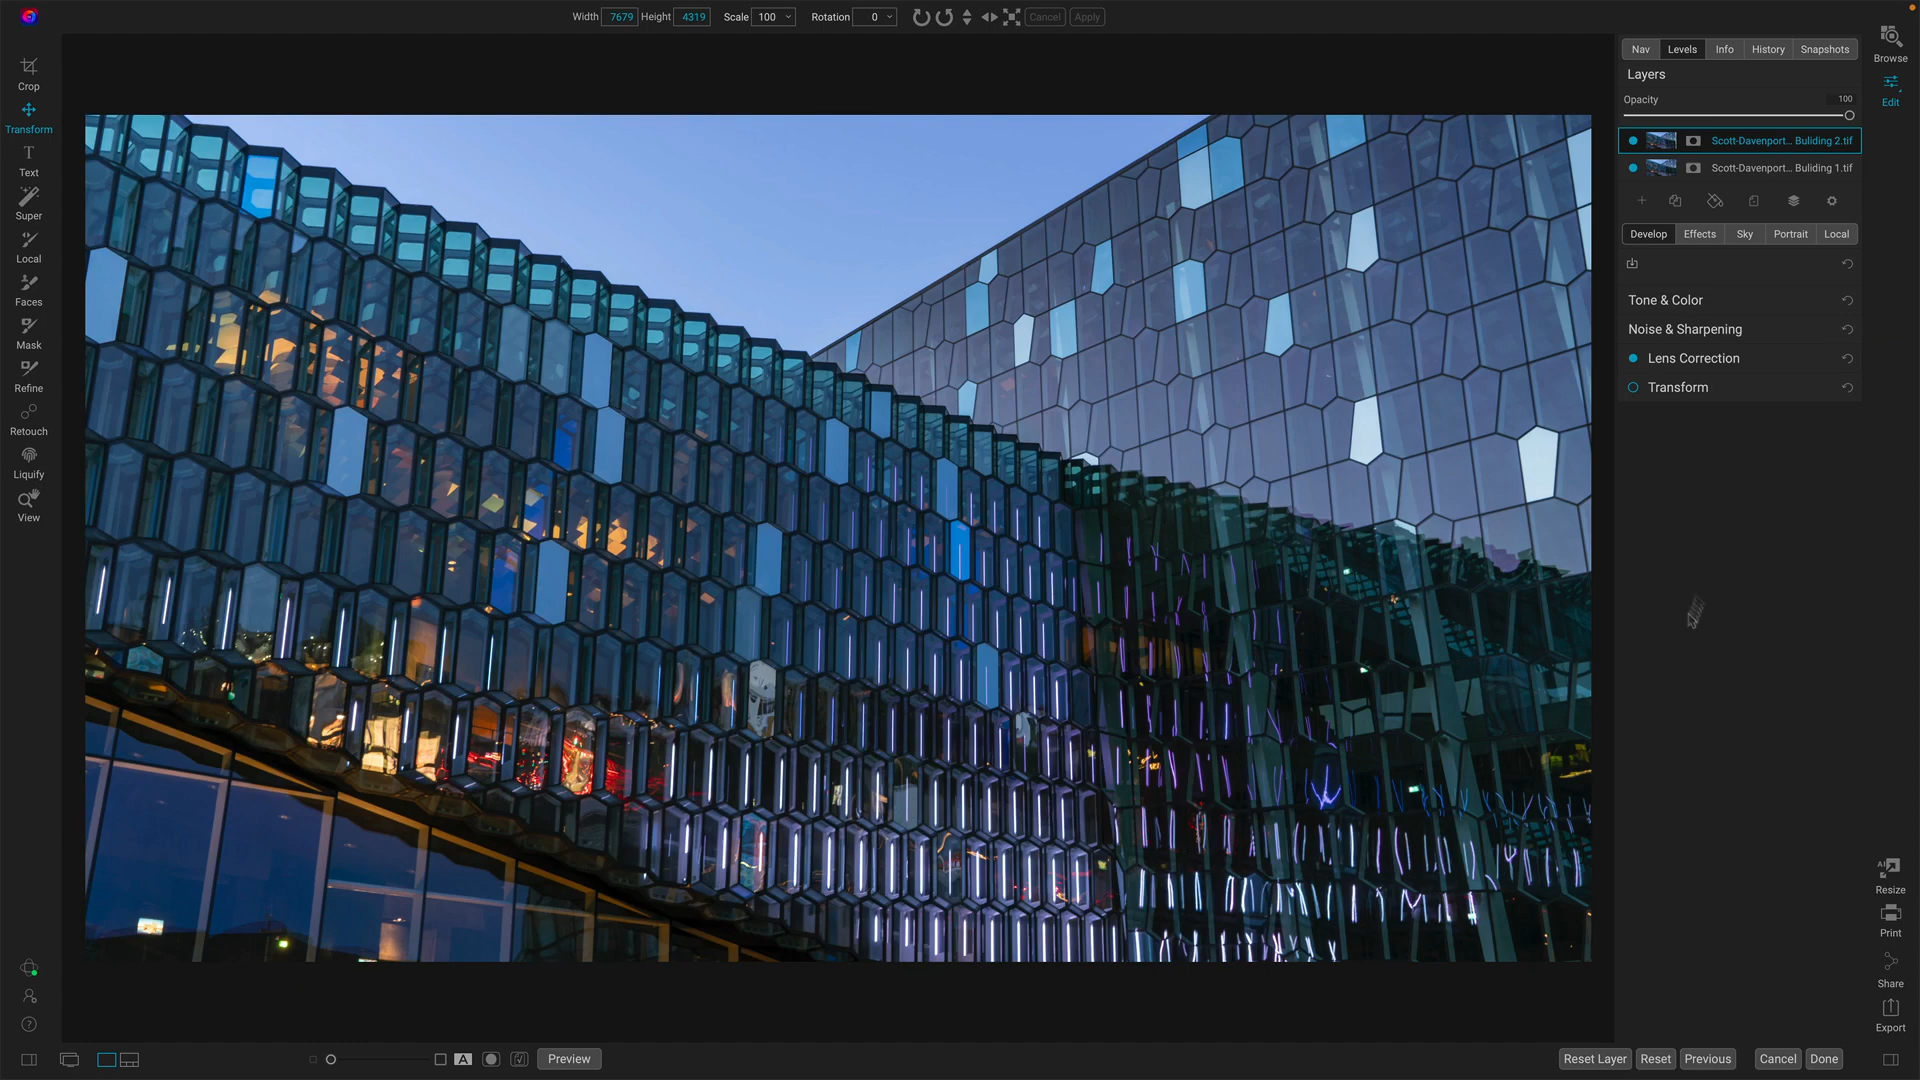 Width 7679 Height 4319 Scale 100 Rotation 0 Cancel Apply
Crop
Transform
Text
Super
Local
Faces
Mask
Refine
Retouch
Liquify
View
Nav Levels Info History Snapshots
Layers
Opacity 100
Scott-Davenport... Buliding 2.tif
Scott-Davenport... Buliding 1.tif
Develop Effects Sky Portrait Local
Tone & Color
Noise & Sharpening
Lens Correction
Transform
Browse
Edit
AI
Resize
Print
Share
Export
A Preview
Reset Layer Reset Previous Cancel Done